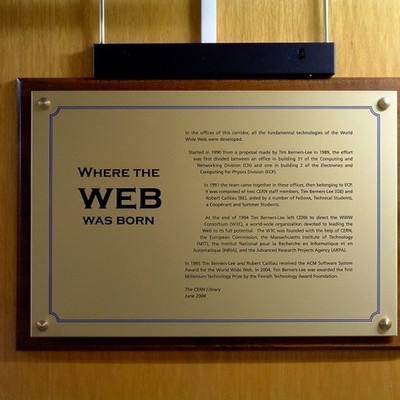 WHERE THE
WEB
WAS BORN
In the offices of this corridor, all the fundamental technologies of the World
Wide Web were developed.
Started in 1990 from a proposal made by Tim Berners-Lee in 1989, the effort
was first divided between an office in building 31 of the Computing and
Networking Division (CN) and one in building 2 of the Electronics and
Computing for Physics Division (ECP).
In 1991 the team came together in these offices, then belonging to ECP.
It was composed of two CERN staff members, Tim Berners-Lee (GB) and
Robert Cailliau (BE), aided by a number of Fellows, Technical Students,
a Coopérant and Summer Students.
At the end of 1994 Tim Berners-Lee left CERN to direct the WWW
Consortium (W3C), a world-wide organization devoted to leading the
Web to its full potential. The W3C was founded with the help of CERN,
the European Commission, the Massachusetts Institute of Technology
(MIT), the Institut National pour la Recherche en Informatique et en
Automatique (INRIA), and the Advanced Research Projects Agency (ARPA).
In 1995 Tim Berners-Lee and Robert Cailliau received the ACM Software System
Award for the World Wide Web. In 2004, Tim Berners-Lee was awarded the first
Millenium Technology Prize by the Finnish Technology Award Foundation.
The CERN Library
June 2004